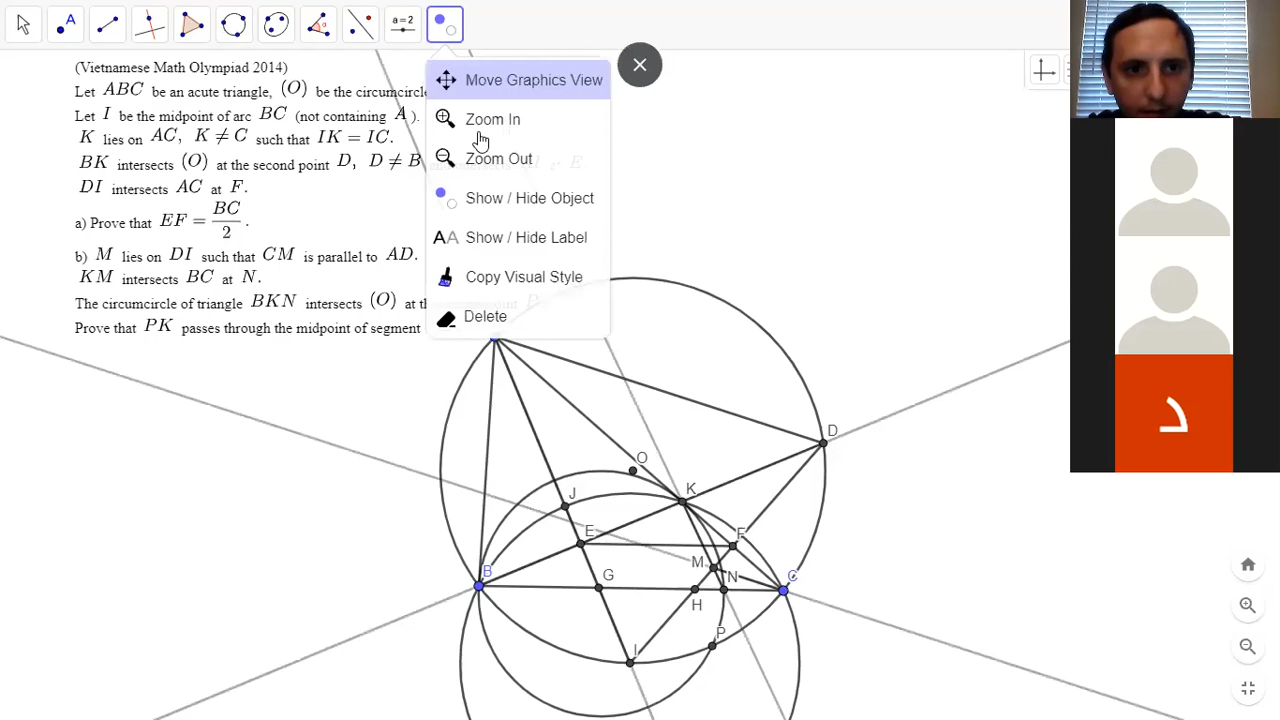 A
a=2
(Vietnamese Math Olympiad 2014)
Let ABC be an acute triangle, (O) be the circumcircle
Let I be the midpoint of arc BC (not containing A ).
K lies on AC, K ≠ C such that IK = IC.
BK intersects (O) at the second point D, D ≠ B
E
DI intersects AC at F.
a) Prove that EF = BC/2 .
b) M lies on DI such that CM is parallel to AD.
KM intersects BC at N.
The circumcircle of triangle BKN intersects (O) at
Prove that PK passes through the midpoint of segment
Move Graphics View
Zoom In
Zoom Out
Show / Hide Object
AA Show / Hide Label
Copy Visual Style
Delete
D
O
K
J
E
F
M
B
G
N
C
H
P
I
د